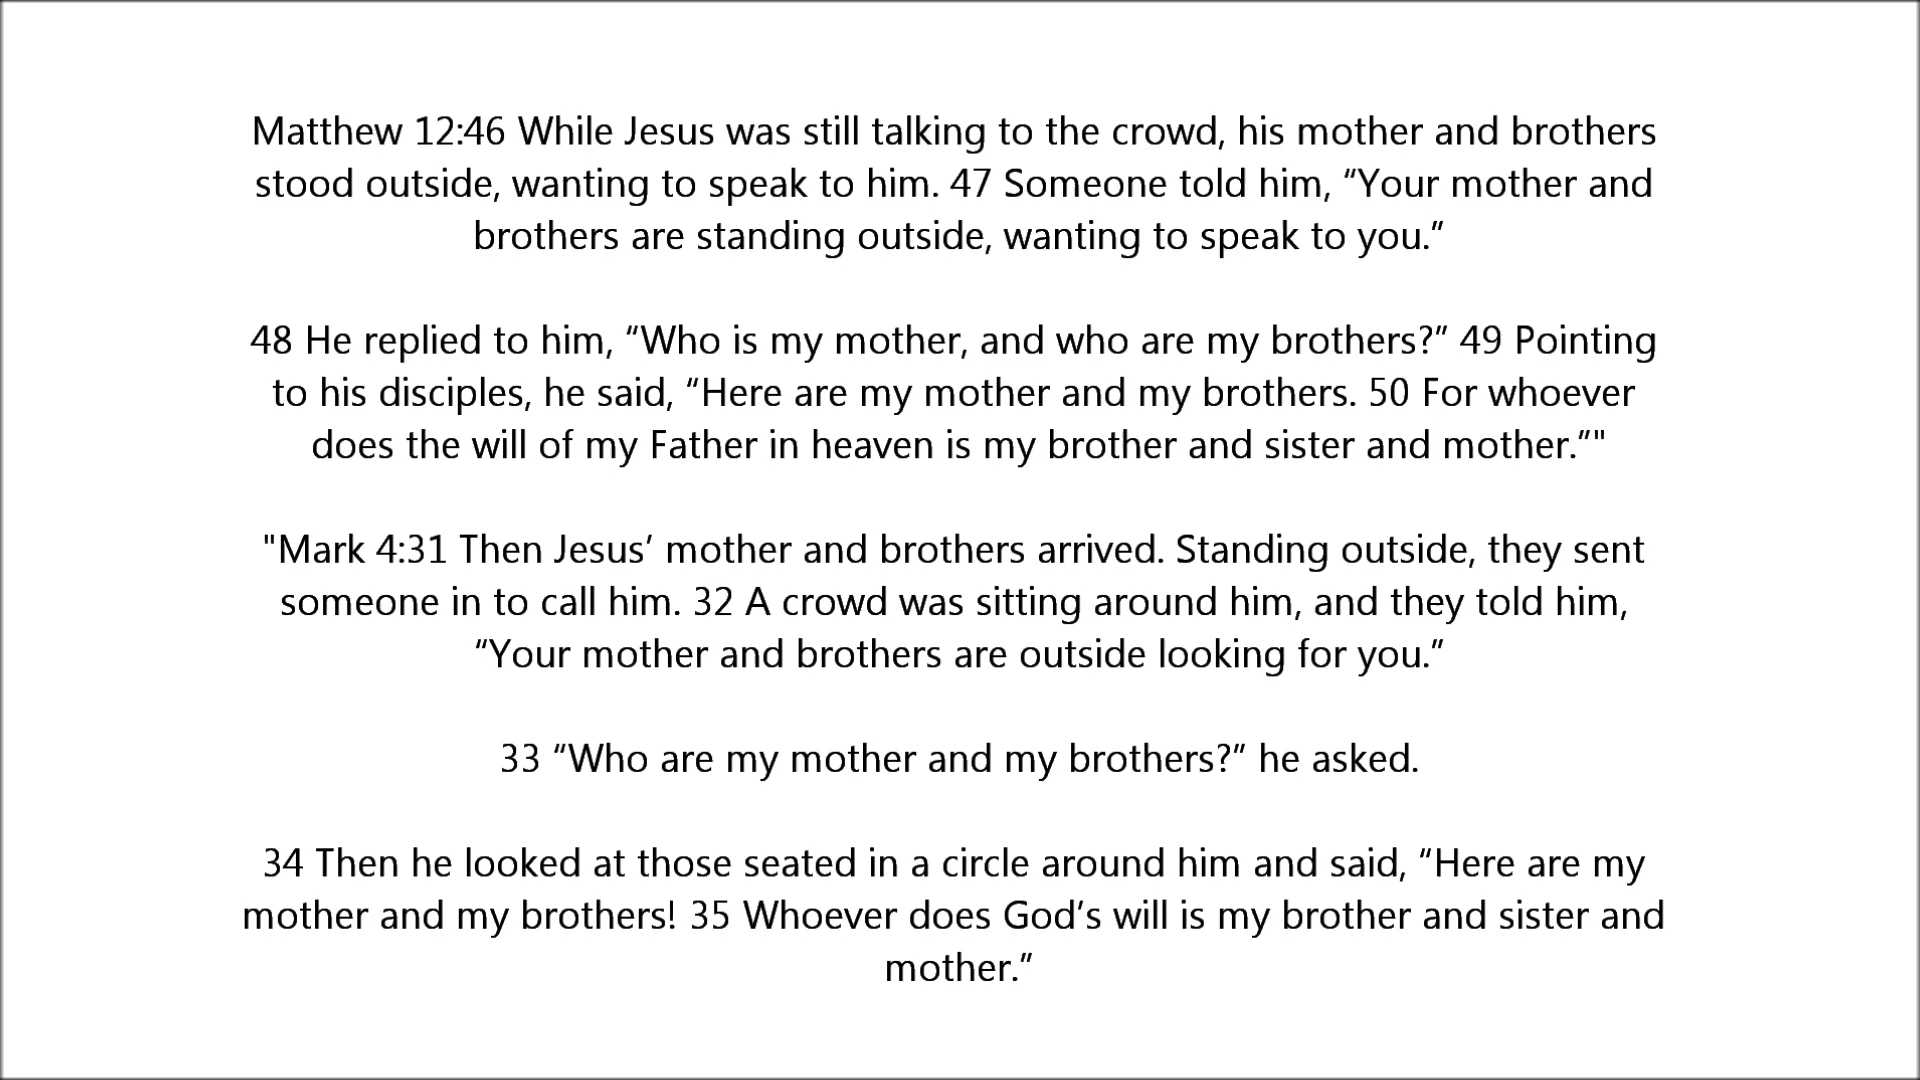 Matthew 12:46 While Jesus was still talking to the crowd, his mother and brothers
stood outside, wanting to speak to him. 47 Someone told him, “Your mother and
brothers are standing outside, wanting to speak to you.”
48 He replied to him, “Who is my mother, and who are my brothers?” 49 Pointing
to his disciples, he said, “Here are my mother and my brothers. 50 For whoever
does the will of my Father in heaven is my brother and sister and mother.”"
"Mark 4:31 Then Jesus’ mother and brothers arrived. Standing outside, they sent
someone in to call him. 32 A crowd was sitting around him, and they told him,
“Your mother and brothers are outside looking for you.”
33 “Who are my mother and my brothers?” he asked.
34 Then he looked at those seated in a circle around him and said, “Here are my
mother and my brothers! 35 Whoever does God’s will is my brother and sister and
mother.”